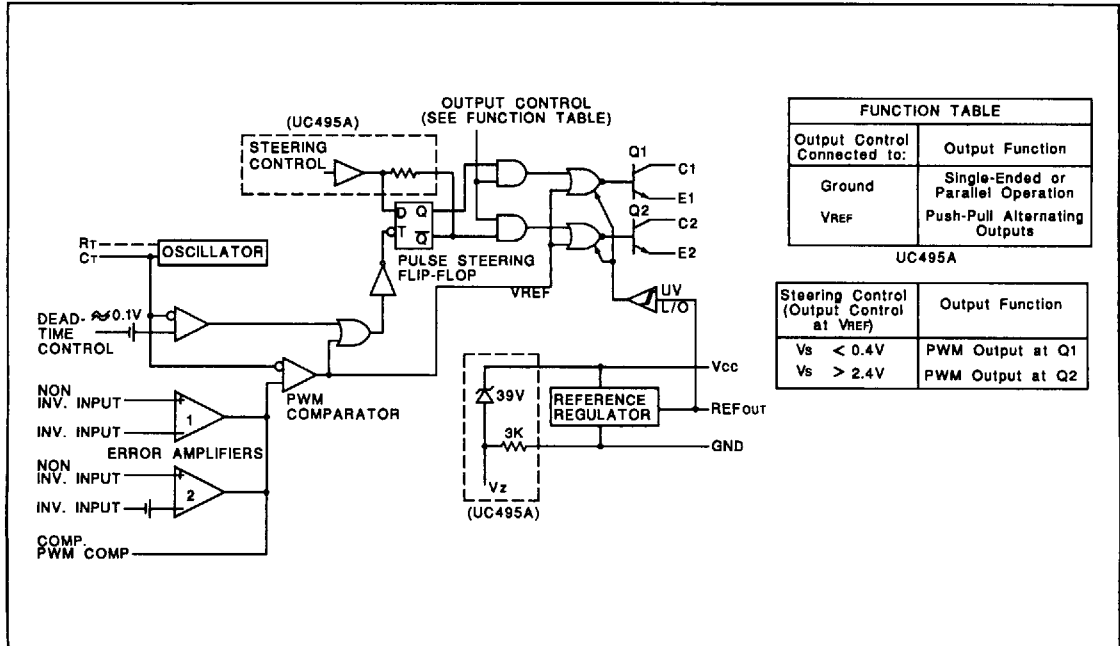 (UC495A)
STEERING
CONTROL
OUTPUT CONTROL
(SEE FUNCTION TABLE)
D Q
T Q̅
PULSE STEERING
FLIP-FLOP
Q1
C1
E1
Q2
C2
E2
RT
CT
OSCILLATOR
VREF
UV
L/O
DEAD-
TIME
CONTROL
≈0.1V
PWM
COMPARATOR
NON
INV. INPUT
+
1
INV. INPUT
−
ERROR AMPLIFIERS
NON
INV. INPUT
+
2
INV. INPUT
−
COMP.
PWM COMP
39V
3K
Vz
(UC495A)
REFERENCE
REGULATOR
Vcc
REFOUT
GND
FUNCTION TABLE
Output Control
Connected to:
Output Function
Ground
Single-Ended or
Parallel Operation
VREF
Push-Pull Alternating
Outputs
UC495A
Steering Control
(Output Control
at VREF)
Output Function
Vs < 0.4V PWM Output at Q1
Vs > 2.4V PWM Output at Q2